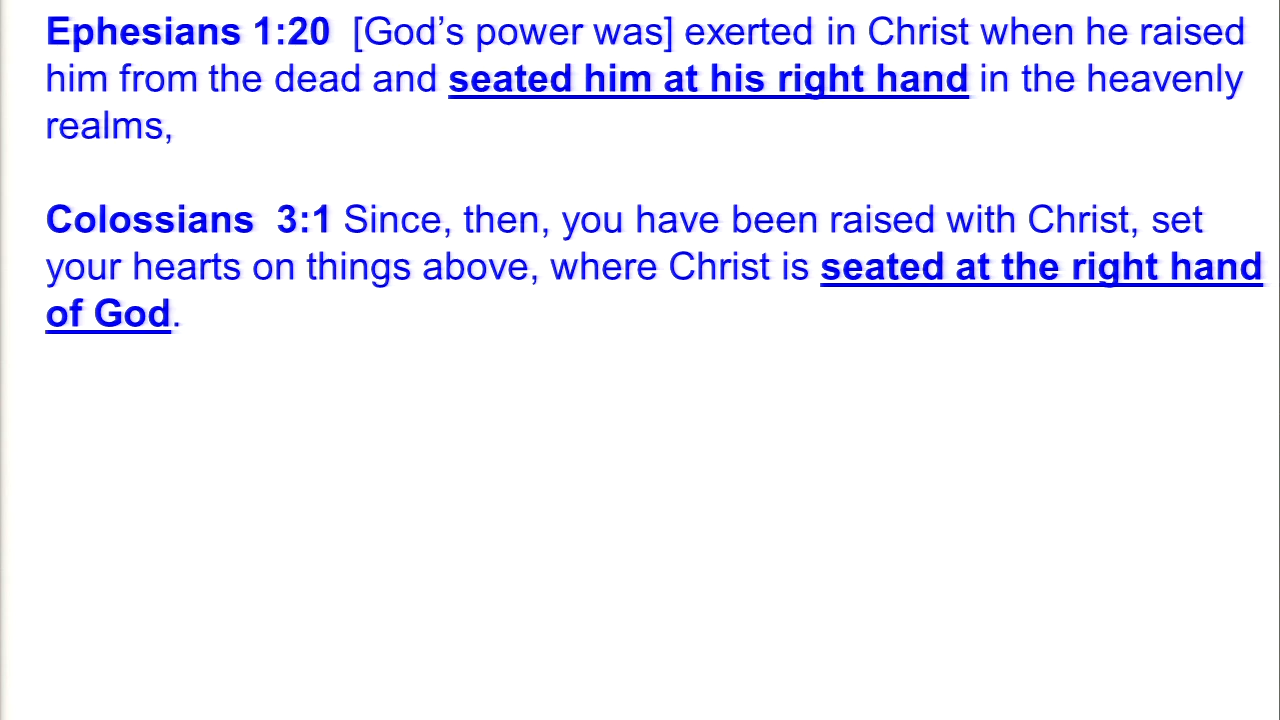 Ephesians 1:20  [God’s power was] exerted in Christ when he raised
him from the dead and seated him at his right hand in the heavenly
realms,
Colossians  3:1 Since, then, you have been raised with Christ, set
your hearts on things above, where Christ is seated at the right hand
of God.